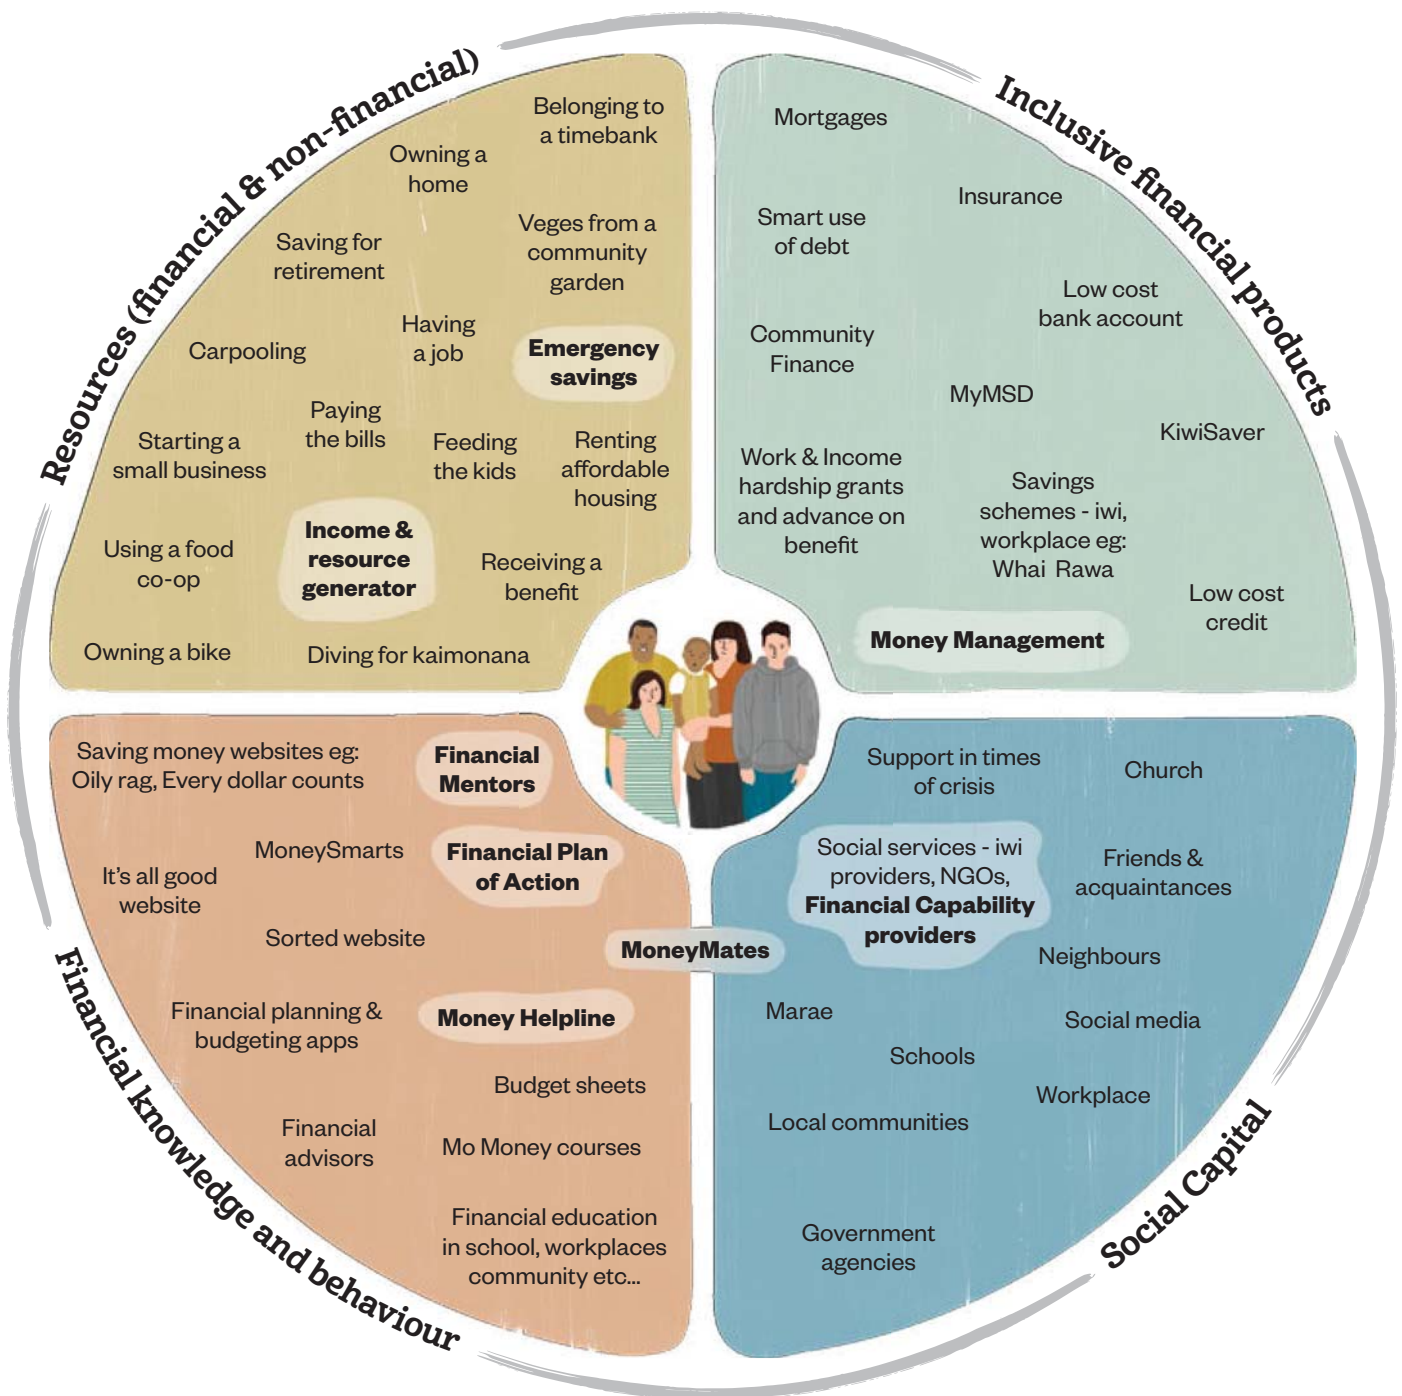 Resources (financial & non-financial)
Belonging to
a timebank
Owning a
home
Veges from a
community
garden
Saving for
retirement
Having
a job
Carpooling
Emergency
savings
Paying
the bills
Starting a
small business
Feeding
the kids
Renting
affordable
housing
Income &
resource
generator
Using a food
co-op
Receiving a
benefit
Owning a bike
Diving for kaimonana
Inclusive financial products
Mortgages
Insurance
Smart use
of debt
Low cost
bank account
Community
Finance
MyMSD
KiwiSaver
Work & Income
hardship grants
and advance on
benefit
Savings
schemes - iwi,
workplace eg:
Whai Rawa
Low cost
credit
Money Management
Financial knowledge and behaviour
Saving money websites eg:
Oily rag, Every dollar counts
Financial
Mentors
MoneySmarts
Financial Plan
of Action
It's all good
website
Sorted website
MoneyMates
Financial planning &
budgeting apps
Money Helpline
Budget sheets
Financial
advisors
Mo Money courses
Financial education
in school, workplaces
community etc...
Social Capital
Support in times
of crisis
Church
Social services - iwi
providers, NGOs,
Financial Capability
providers
Friends &
acquaintances
Neighbours
Marae
Social media
Schools
Workplace
Local communities
Government
agencies